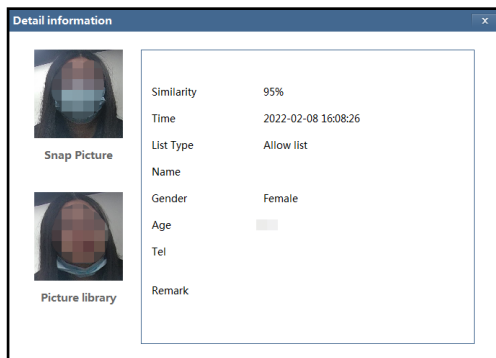 Detail information x
Similarity 95%
Time 2022-02-08 16:08:26
List Type Allow list
Snap Picture
Name
Gender Female
Age
Tel
Remark
Picture library